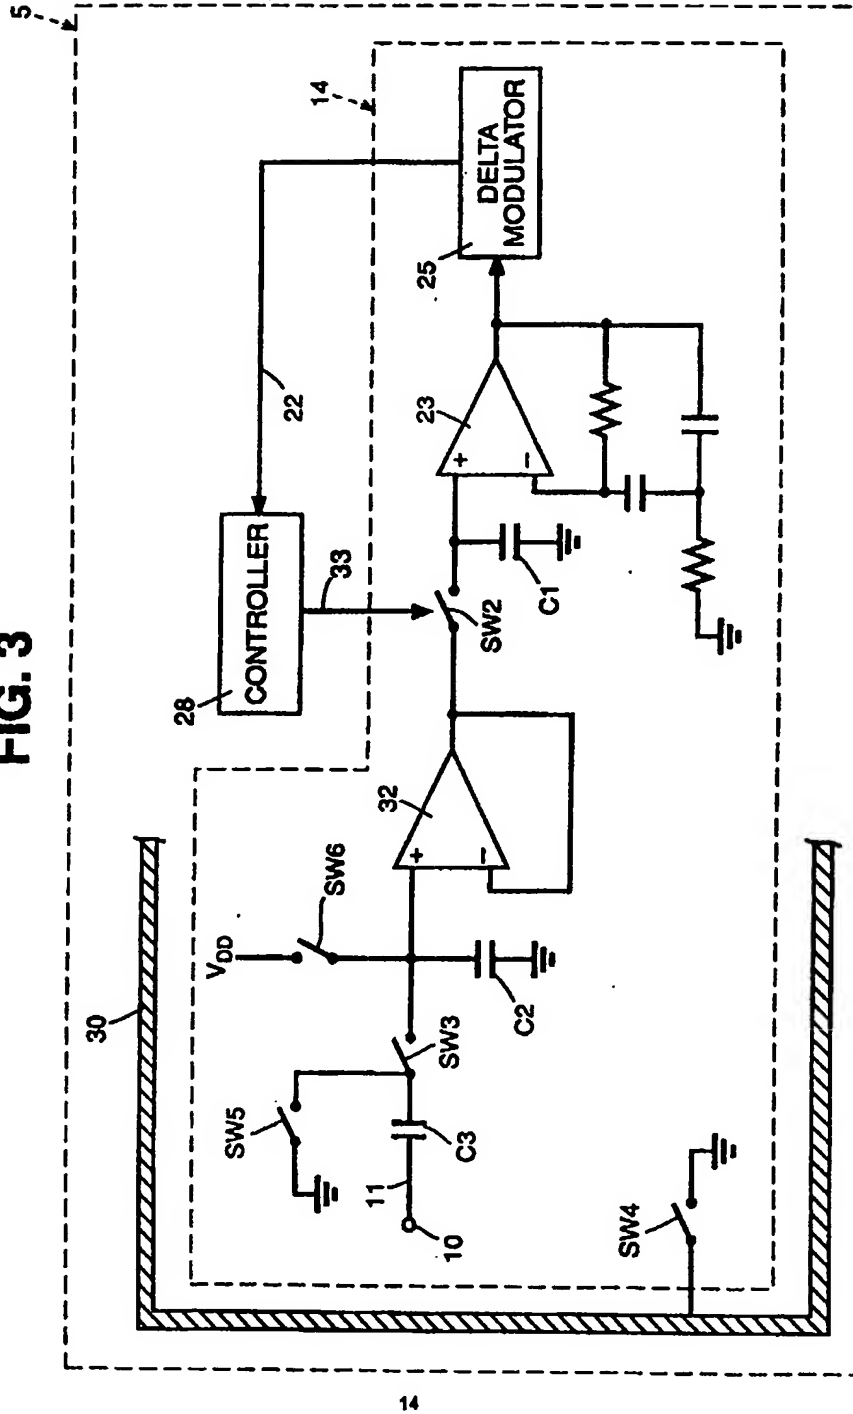 FIG. 3
5
14
DELTA
MODULATOR
25
22
CONTROLLER
28
33
23
+
−
C1
SW2
32
+
−
SW6
VDD
30
C2
SW3
SW5
C3
11
10
SW4
14